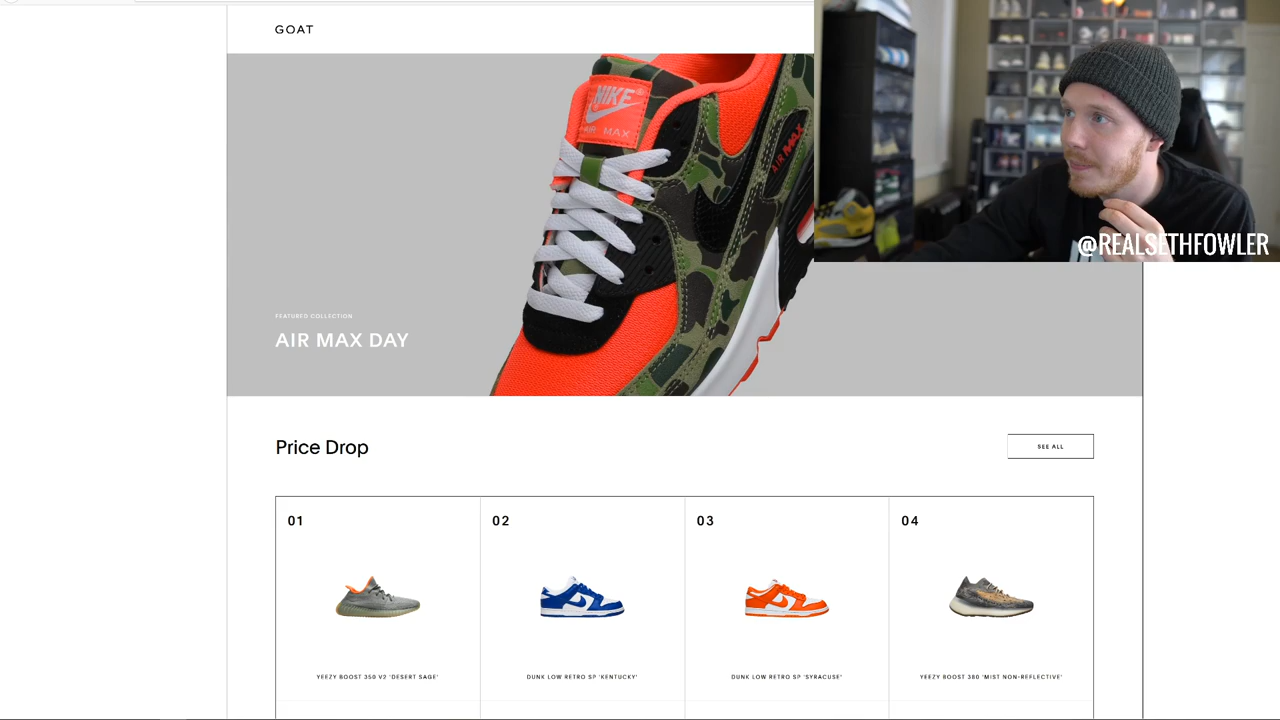 GOAT
NIKE
AIR MAX
AIR MAX
@REALSETHFOWLER
FEATURED COLLECTION
AIR MAX DAY
Price Drop
SEE ALL
01
02
03
04
YEEZY BOOST 350 V2 'DESERT SAGE'
DUNK LOW RETRO SP 'KENTUCKY'
DUNK LOW RETRO SP 'SYRACUSE'
YEEZY BOOST 380 'MIST NON-REFLECTIVE'